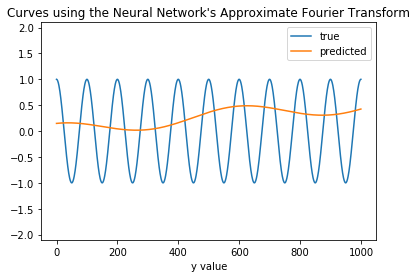 Curves using the Neural Network's Approximate Fourier Transform
true
predicted
2.0
1.5
1.0
0.5
0.0
−0.5
−1.0
−1.5
−2.0
0 200 400 600 800 1000
y value